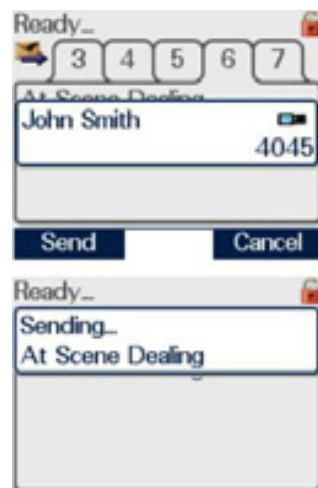 Ready...
3 4 5 6 7
At Scene Dealing
John Smith
4045
Send Cancel
Ready...
Sending...
At Scene Dealing